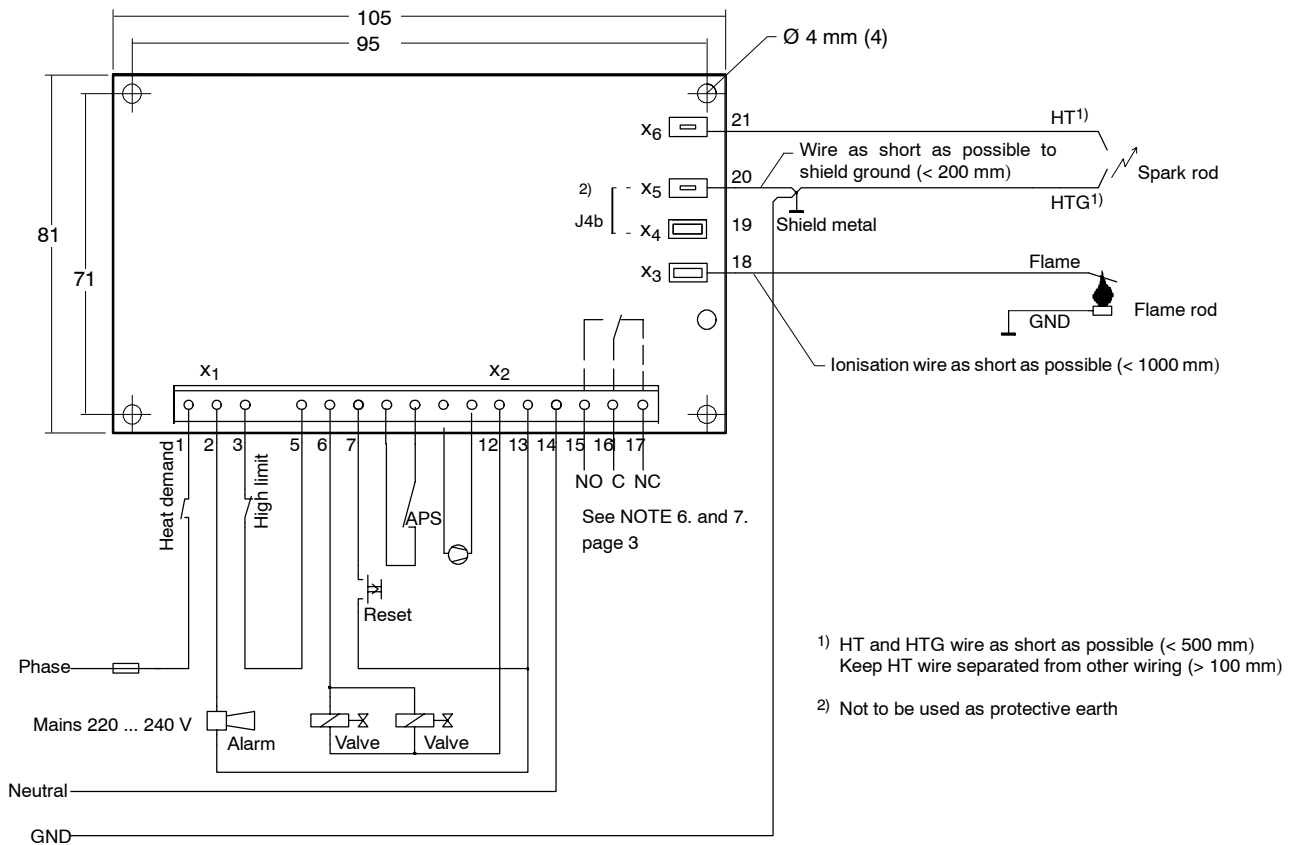 105
95
Ø 4 mm (4)
81
71
x6
21
HT1)
Wire as short as possible to
shield ground (< 200 mm)
Spark rod
2)
x5
20
HTG1)
J4b
x4
19
Shield metal
x3
18
Flame
Flame rod
GND
Ionisation wire as short as possible (< 1000 mm)
x1
x2
1
2
3
5
6
7
12
13
14
15
16
17
Heat demand
High limit
APS
NO C NC
See NOTE 6. and 7.
page 3
Reset
Phase
Mains 220 ... 240 V
Alarm
Valve
Valve
Neutral
GND
1) HT and HTG wire as short as possible (< 500 mm)
Keep HT wire separated from other wiring (> 100 mm)
2) Not to be used as protective earth